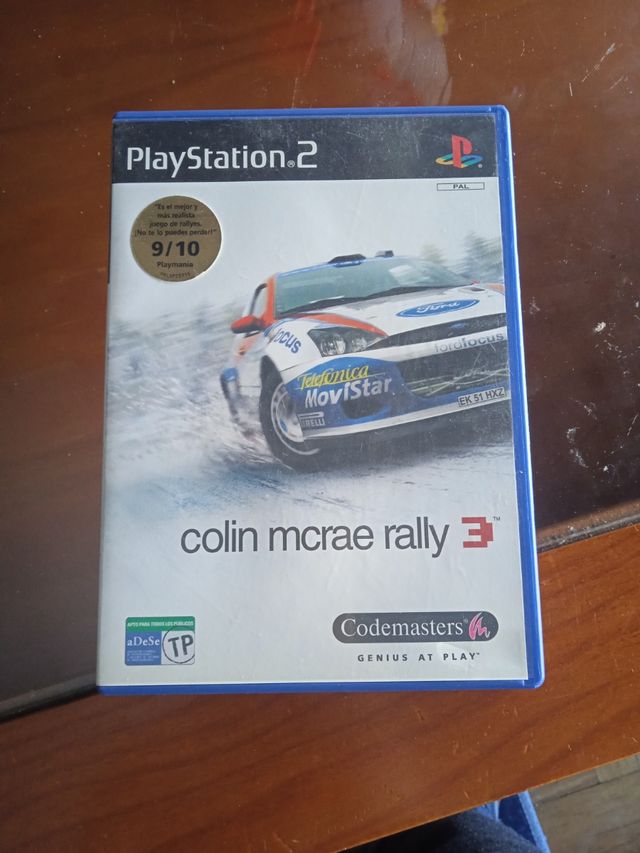 PlayStation®2
PAL
"Es el mejor y
más realista
juego de rallyes.
¡No te lo puedes perder!"
9/10
Playmanía
Ford
focus
fordfocus
Telefónica
MoviStar
EK 51 HXZ
PIRELLI
colin mcrae rally 3™
APTO PARA TODOS LOS PÚBLICOS
aDeSe
TP
Codemasters®
GENIUS AT PLAY™